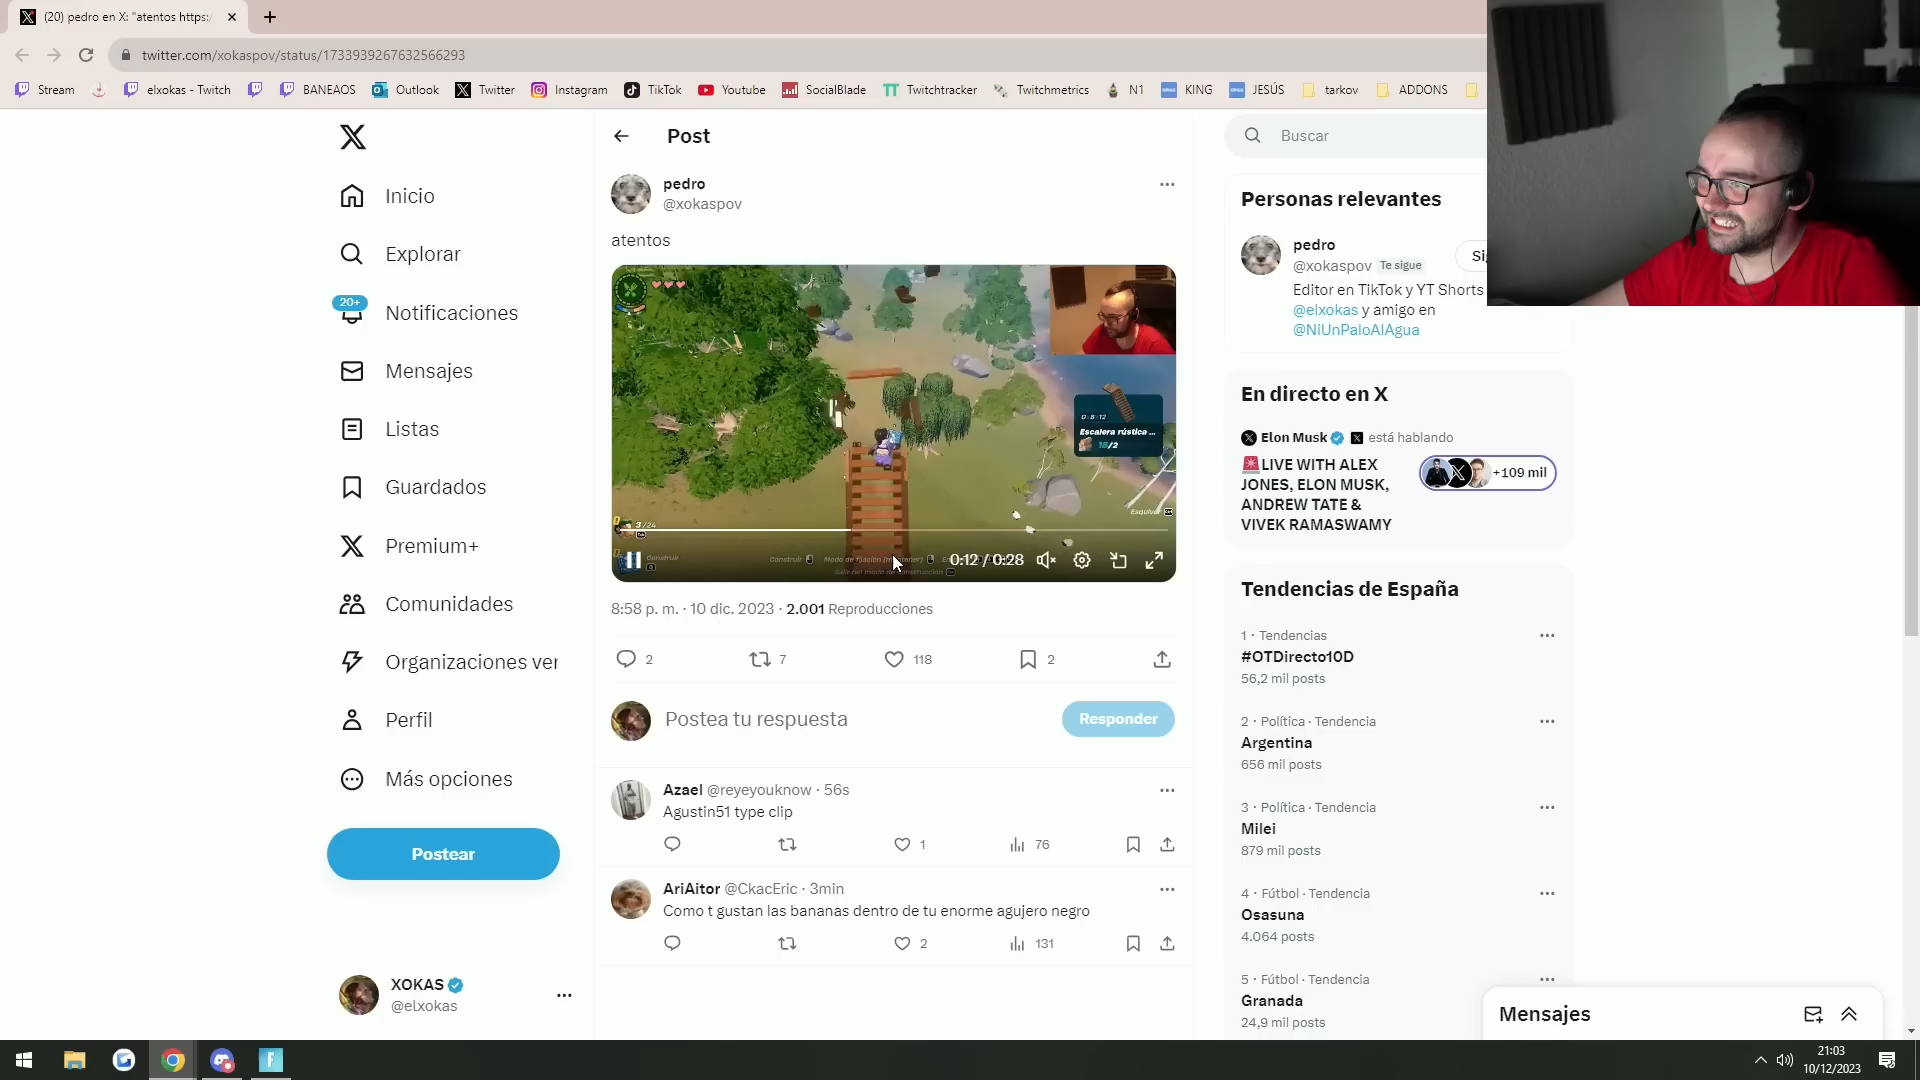 (20) pedro en X: "atentos https:/
twitter.com/xokaspov/status/1733939267632566293
Stream
elxokas - Twitch
BANEAOS
Outlook
Twitter
Instagram
TikTok
Youtube
SocialBlade
Twitchtracker
Twitchmetrics
N1
KING
JESÚS
tarkov
ADDONS
Inicio
Explorar
20+
Notificaciones
Mensajes
Listas
Guardados
Premium+
Comunidades
Organizaciones ver
Perfil
Más opciones
Postear
XOKAS
@elxokas
Post
pedro
@xokaspov
atentos
Escalera rústica ...
18/2
Esquivar
3/24
Construir
Construir
0:12 / 0:28
8:58 p. m. · 10 dic. 2023 · 2.001 Reproducciones
2
7
118
2
Postea tu respuesta
Responder
Azael @reyeyouknow · 56s
Agustin51 type clip
1
76
AriAitor @CkacEric · 3min
Como t gustan las bananas dentro de tu enorme agujero negro
2
131
Buscar
Personas relevantes
pedro
@xokaspov Te sigue
Editor en TikTok y YT Shorts
@elxokas y amigo en
@NiUnPaloAlAgua
En directo en X
Elon Musk está hablando
LIVE WITH ALEX
JONES, ELON MUSK,
ANDREW TATE &
VIVEK RAMASWAMY
+109 mil
Tendencias de España
1 · Tendencias
#OTDirecto10D
56,2 mil posts
2 · Política · Tendencia
Argentina
656 mil posts
3 · Política · Tendencia
Milei
879 mil posts
4 · Fútbol · Tendencia
Osasuna
4.064 posts
5 · Fútbol · Tendencia
Granada
24,9 mil posts
Mensajes
21:03
10/12/2023